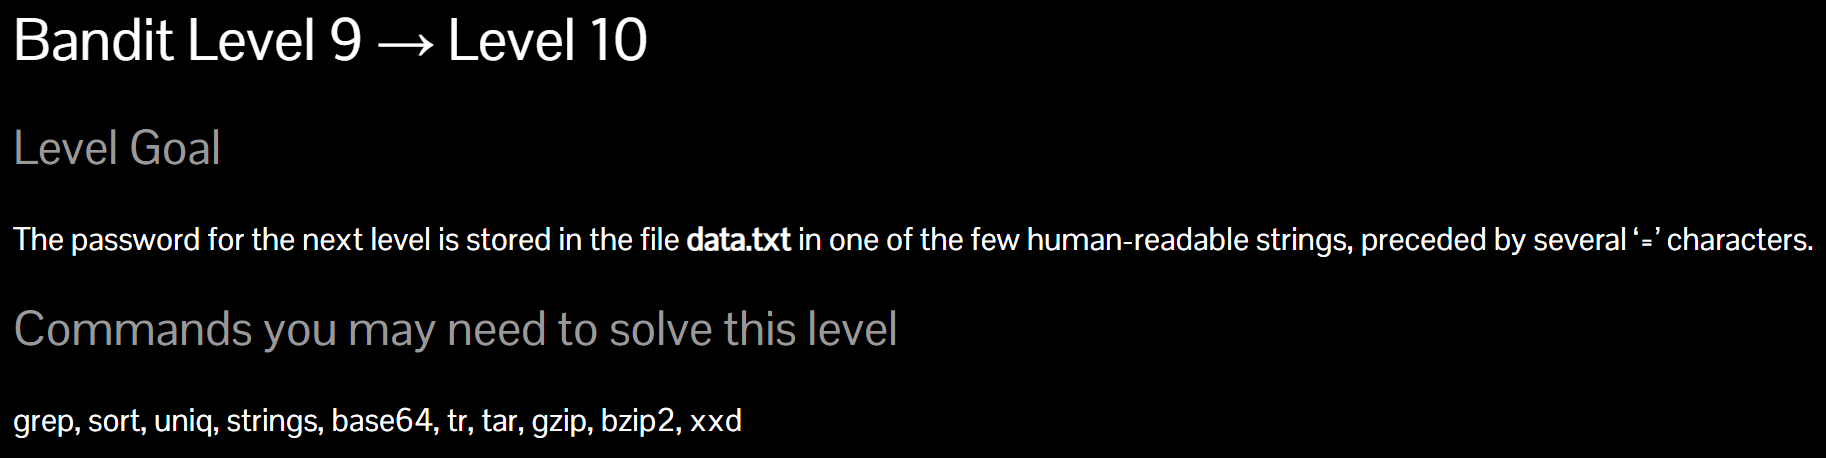 Bandit Level 9 → Level 10
Level Goal
The password for the next level is stored in the file data.txt in one of the few human-readable strings, preceded by several ‘=’ characters.
Commands you may need to solve this level
grep, sort, uniq, strings, base64, tr, tar, gzip, bzip2, xxd